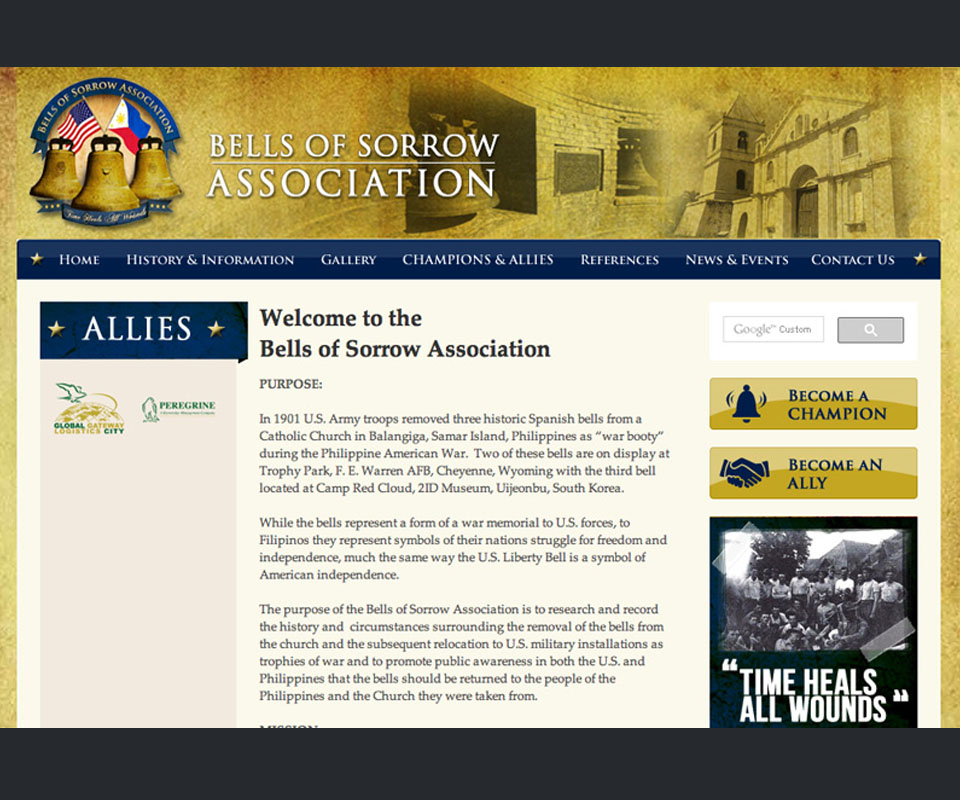 BELLS OF SORROW ASSOCIATION
Time Heals All Wounds
BELLS OF SORROW
ASSOCIATION
HOME
HISTORY & INFORMATION
GALLERY
CHAMPIONS & ALLIES
REFERENCES
NEWS & EVENTS
CONTACT US
ALLIES
GLOBAL GATEWAY
LOGISTICS CITY
PEREGRINE
Welcome to the
Bells of Sorrow Association
PURPOSE:
In 1901 U.S. Army troops removed three historic Spanish bells from a
Catholic Church in Balangiga, Samar Island, Philippines as “war booty”
during the Philippine American War. Two of these bells are on display at
Trophy Park, F. E. Warren AFB, Cheyenne, Wyoming with the third bell
located at Camp Red Cloud, 2ID Museum, Uijeonbu, South Korea.
While the bells represent a form of a war memorial to U.S. forces, to
Filipinos they represent symbols of their nations struggle for freedom and
independence, much the same way the U.S. Liberty Bell is a symbol of
American independence.
The purpose of the Bells of Sorrow Association is to research and record
the history and circumstances surrounding the removal of the bells from
the church and the subsequent relocation to U.S. military installations as
trophies of war and to promote public awareness in both the U.S. and
Philippines that the bells should be returned to the people of the
Philippines and the Church they were taken from.
MISSION
Google™ Custom
BECOME A
CHAMPION
BECOME AN
ALLY
“TIME HEALS
ALL WOUNDS”